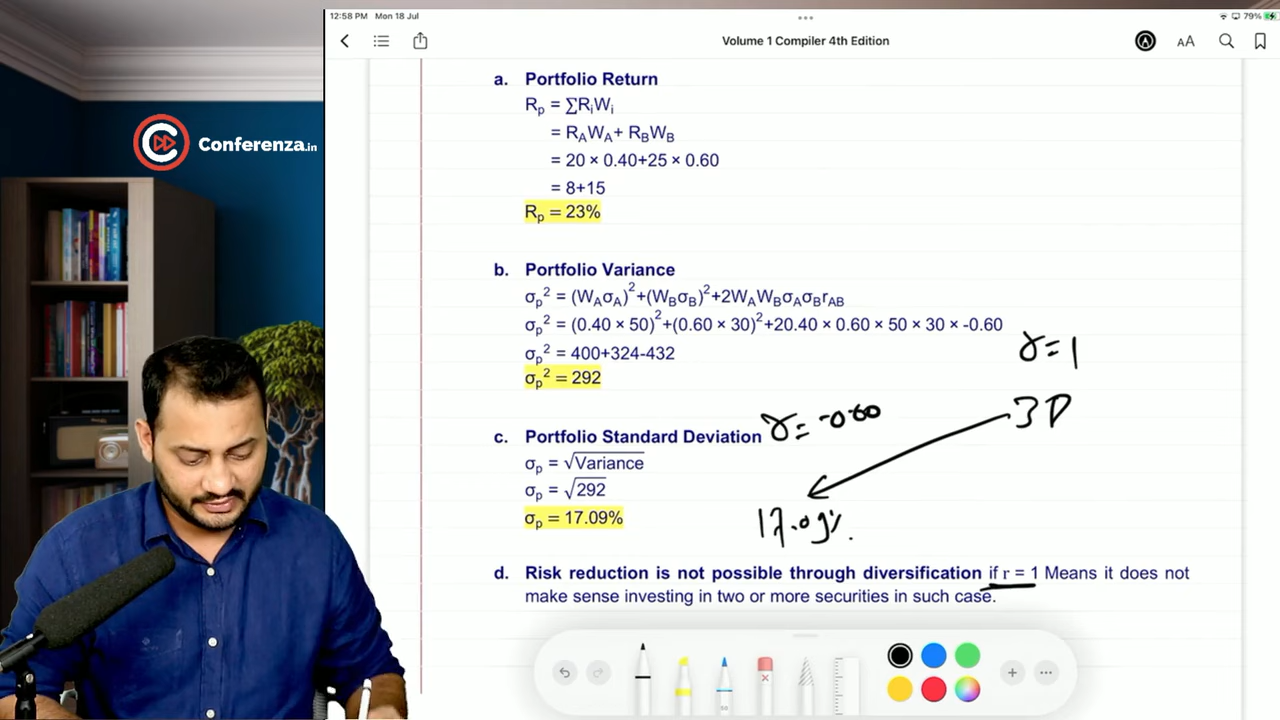 12:58 PM Mon 18 Jul
79%
Volume 1 Compiler 4th Edition
AA
Conferenza.in
a. Portfolio Return
Rp = ∑RiWi
= RAWA+ RBWB
= 20 × 0.40+25 × 0.60
= 8+15
Rp = 23%
b. Portfolio Variance
σp² = (WAσA)²+(WBσB)²+2WAWBσAσBrAB
σp² = (0.40 × 50)²+(0.60 × 30)²+20.40 × 0.60 × 50 × 30 × -0.60
σp² = 400+324-432
σp² = 292
r=1
3P
r= -0.60
c. Portfolio Standard Deviation
σp = √Variance
σp = √292
σp = 17.09%
17.09%.
d. Risk reduction is not possible through diversification if r = 1 Means it does not
make sense investing in two or more securities in such case.
50